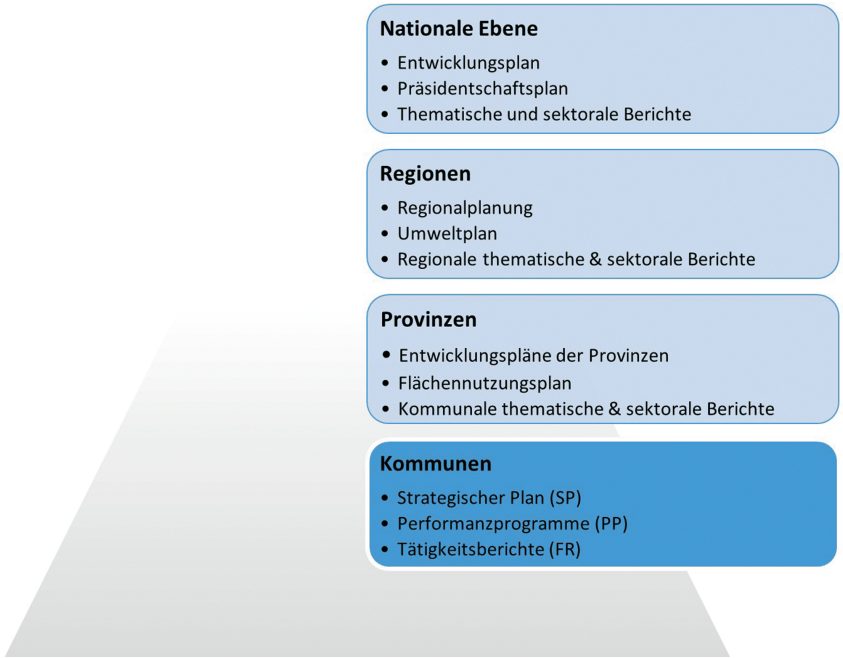 Nationale Ebene
• Entwicklungsplan
• Präsidentschaftsplan
• Thematische und sektorale Berichte
Regionen
• Regionalplanung
• Umweltplan
• Regionale thematische & sektorale Berichte
Provinzen
• Entwicklungspläne der Provinzen
• Flächennutzungsplan
• Kommunale thematische & sektorale Berichte
Kommunen
• Strategischer Plan (SP)
• Performanzprogramme (PP)
• Tätigkeitsberichte (FR)